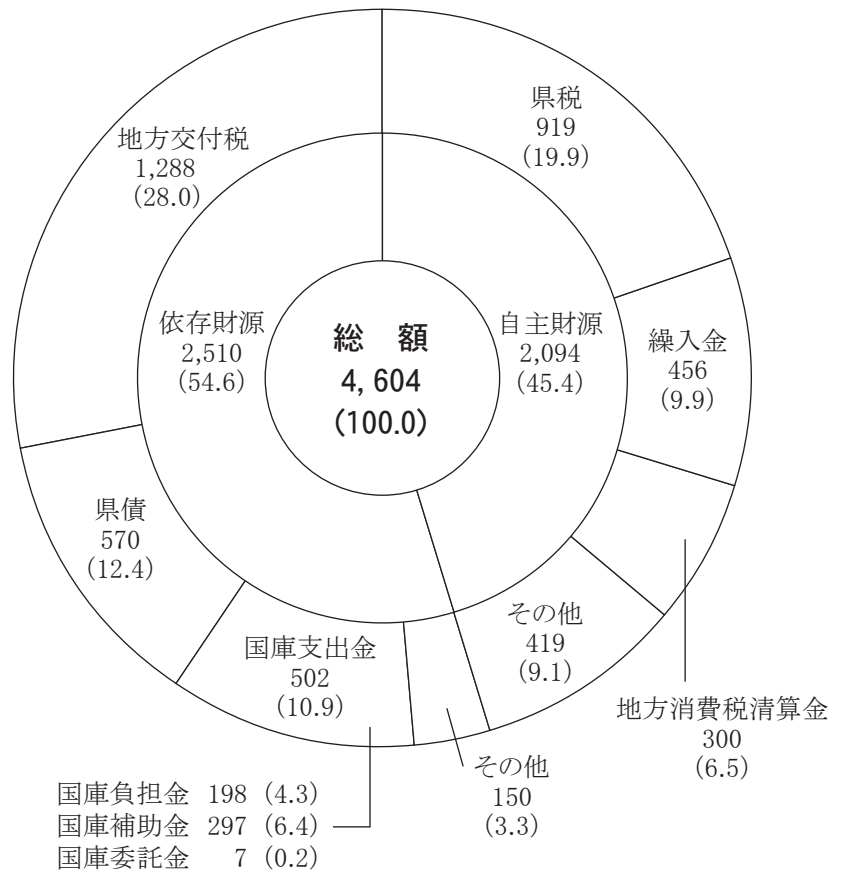 県税
919
(19.9)
地方交付税
1,288
(28.0)
依存財源
2,510
(54.6)
総 額
4,604
(100.0)
自主財源
2,094
(45.4)
繰入金
456
(9.9)
県債
570
(12.4)
その他
419
(9.1)
国庫支出金
502
(10.9)
地方消費税清算金
300
(6.5)
その他
150
(3.3)
国庫負担金 198 (4.3)
国庫補助金 297 (6.4)
国庫委託金 7 (0.2)